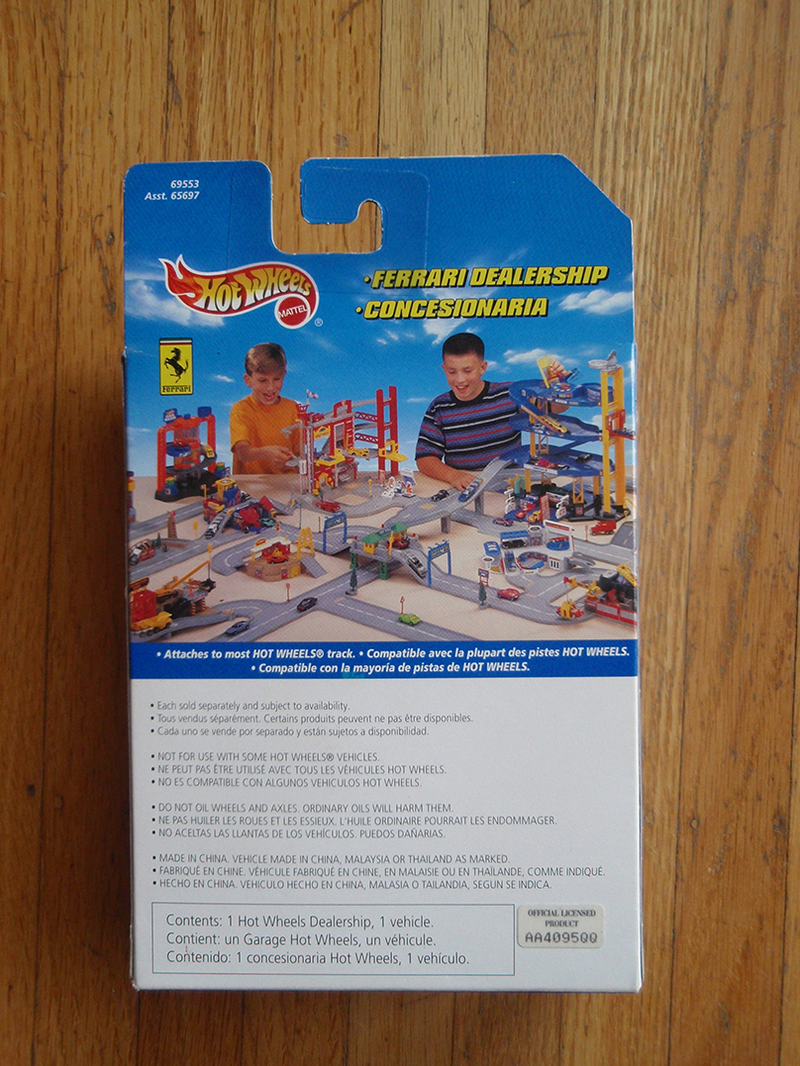 69553
Asst. 65697
HOT WHEELS
MATTEL
®
• FERRARI DEALERSHIP
• CONCESIONARIA
Ferrari
• Attaches to most HOT WHEELS® track. • Compatible avec la plupart des pistes HOT WHEELS.
• Compatible con la mayoría de pistas de HOT WHEELS.
• Each sold separately and subject to availability.
• Tous vendus séparément. Certains produits peuvent ne pas être disponibles.
• Cada uno se vende por separado y están sujetos a disponibilidad.
• NOT FOR USE WITH SOME HOT WHEELS® VEHICLES.
• NE PEUT PAS ÊTRE UTILISÉ AVEC TOUS LES VÉHICULES HOT WHEELS.
• NO ES COMPATIBLE CON ALGUNOS VEHICULOS HOT WHEELS.
• DO NOT OIL WHEELS AND AXLES. ORDINARY OILS WILL HARM THEM.
• NE PAS HUILER LES ROUES ET LES ESSIEUX. L'HUILE ORDINAIRE POURRAIT LES ENDOMMAGER.
• NO ACEITAS LAS LLANTAS DE LOS VEHÍCULOS. PUEDOS DAÑARIAS.
• MADE IN CHINA. VEHICLE MADE IN CHINA, MALAYSIA OR THAILAND AS MARKED.
• FABRIQUÉ EN CHINE. VÉHICULE FABRIQUÉ EN CHINE, EN MALAISIE OU EN THAÏLANDE, COMME INDIQUÉ.
• HECHO EN CHINA. VEHICULO HECHO EN CHINA, MALASIA O TAILANDIA, SEGUN SE INDICA.
Contents: 1 Hot Wheels Dealership, 1 vehicle.
Contient: un Garage Hot Wheels, un véhicule.
Contenido: 1 concesionaria Hot Wheels, 1 vehículo.
OFFICIAL LICENSED
PRODUCT
AA4095QQ